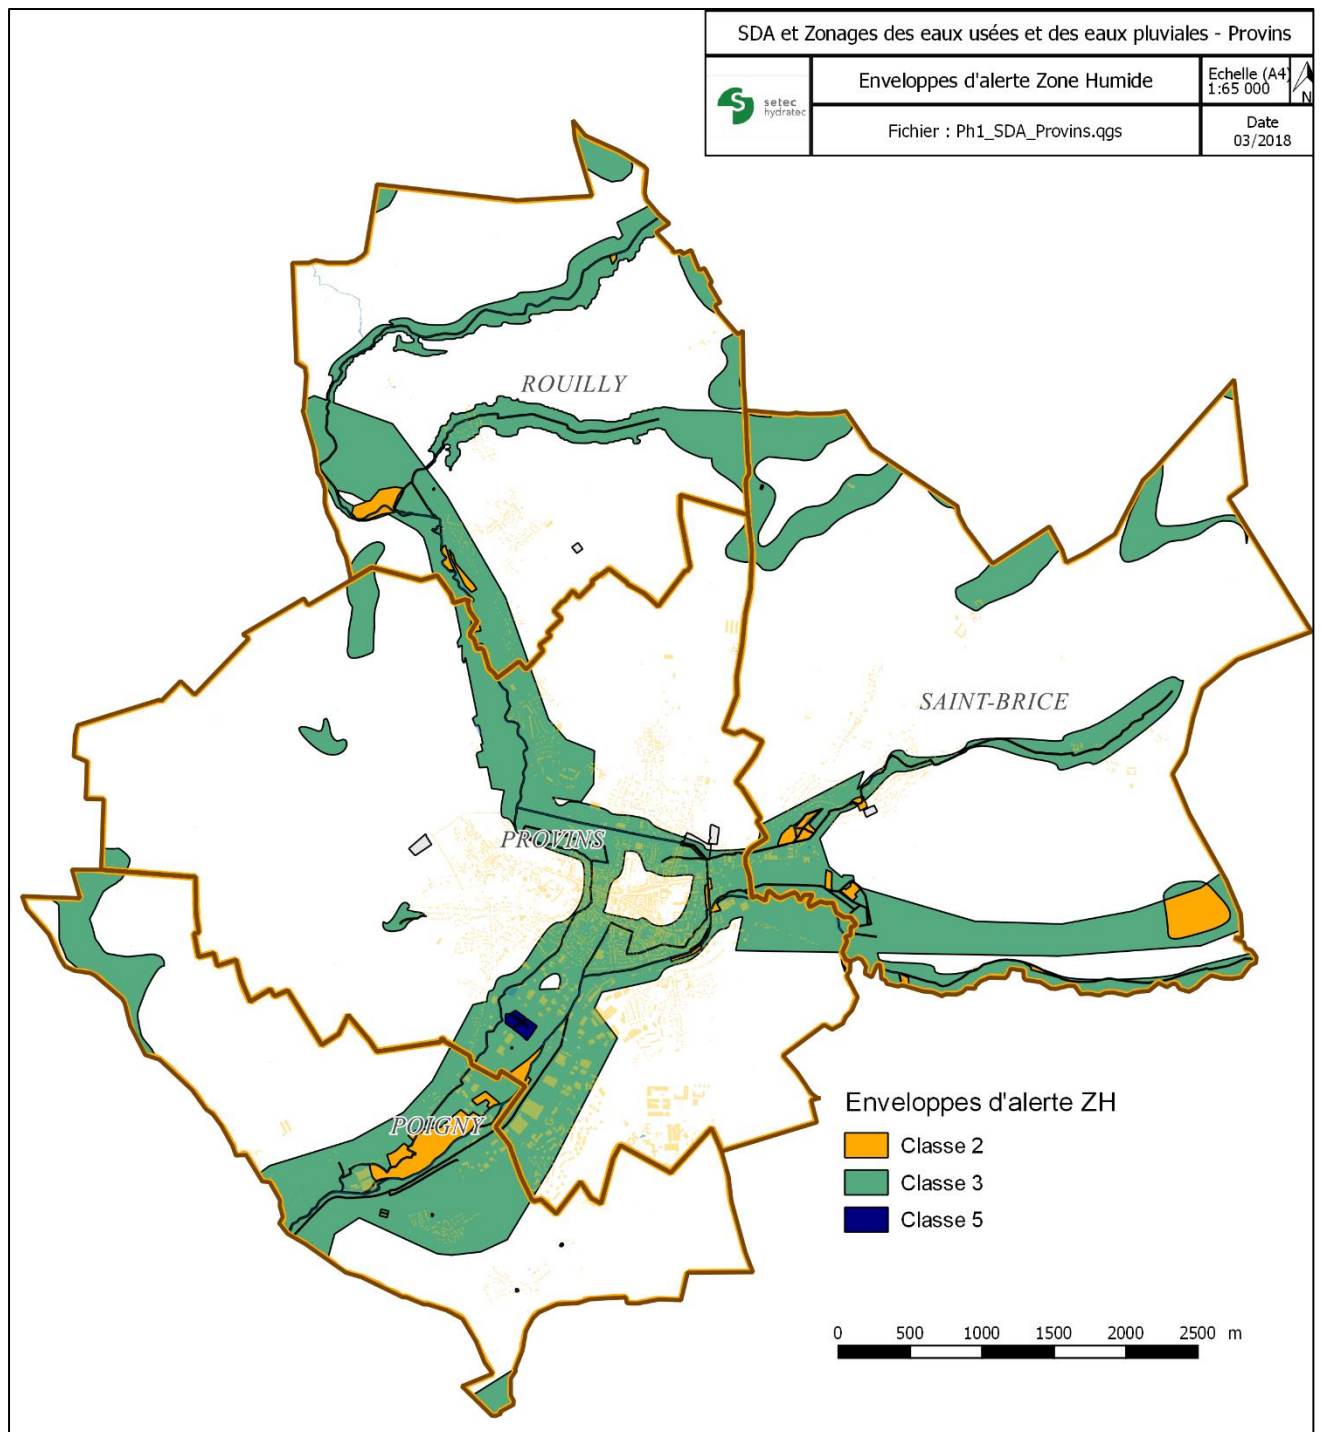 SDA et Zonages des eaux usées et des eaux pluviales - Provins
setec
hydratec
Enveloppes d'alerte Zone Humide
Echelle (A4)
1:65 000
N
Fichier : Ph1_SDA_Provins.qgs
Date
03/2018
ROUILLY
SAINT-BRICE
PROVINS
POIGNY
Enveloppes d'alerte ZH
Classe 2
Classe 3
Classe 5
0 500 1000 1500 2000 2500 m